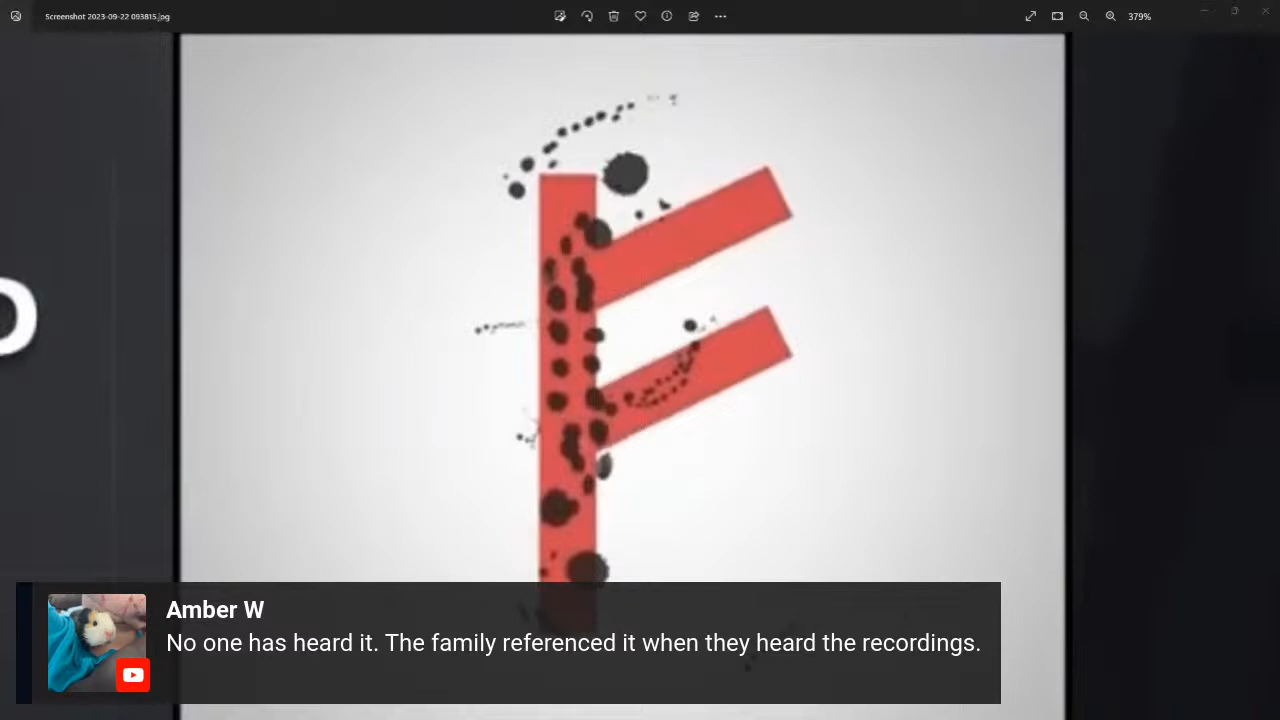 Screenshot 2023-09-22 093815.jpg
379%
Amber W
No one has heard it. The family referenced it when they heard the recordings.